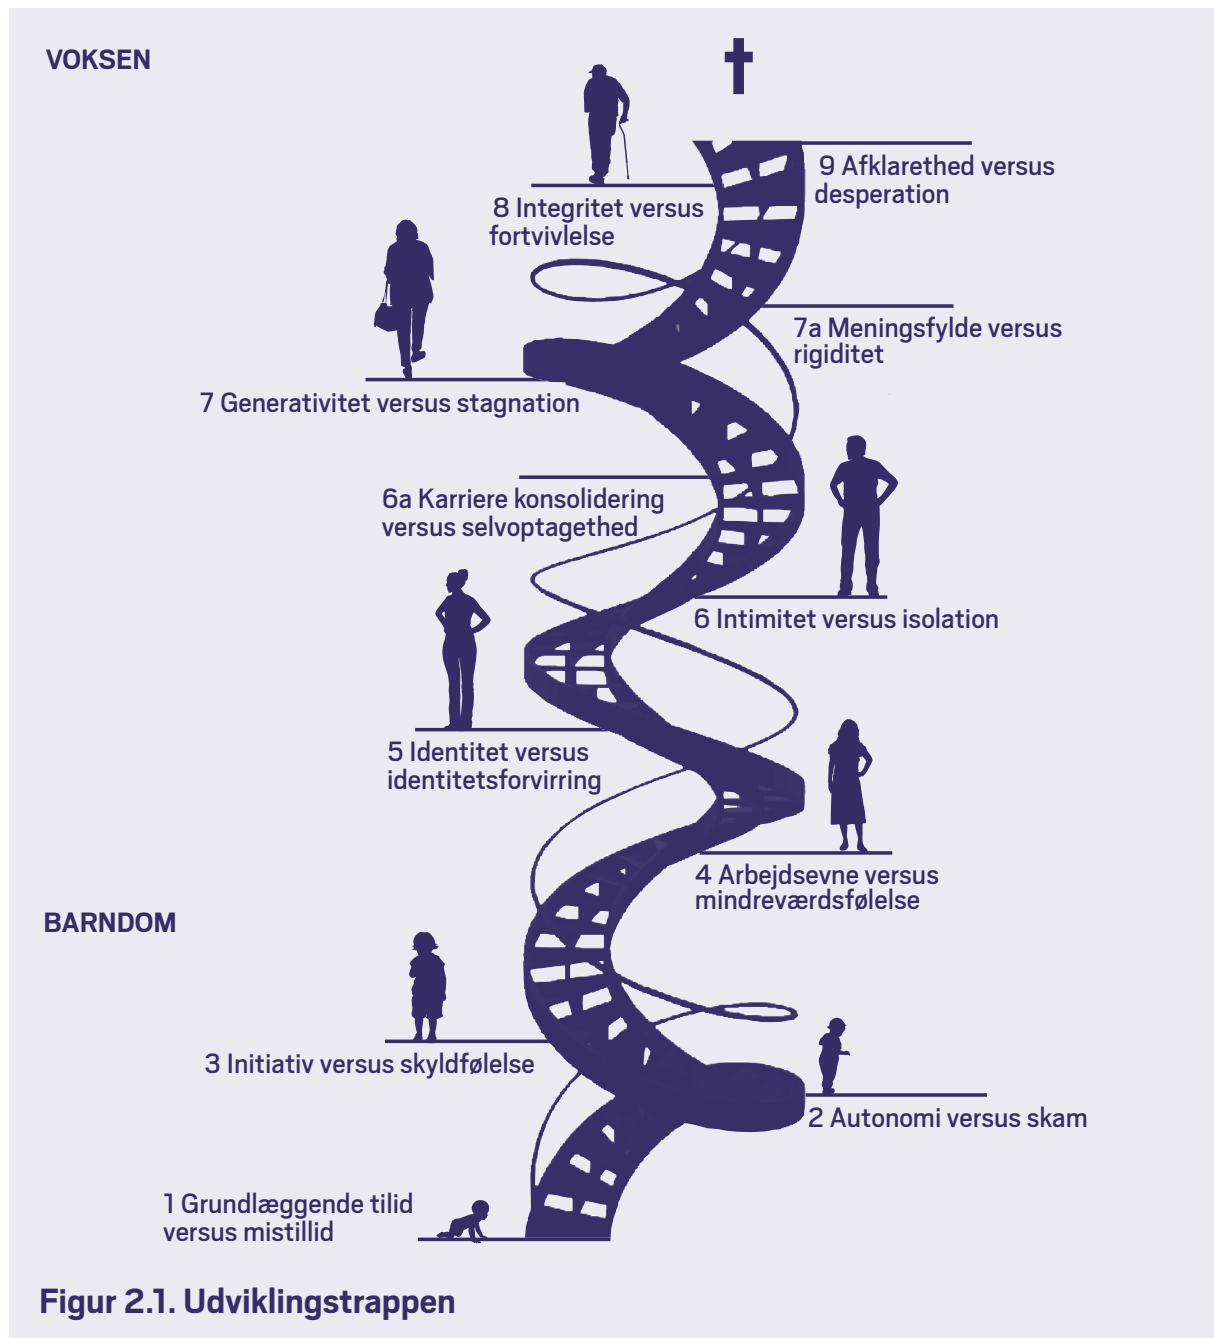 VOKSEN
9 Afklarethed versus
desperation
8 Integritet versus
fortvivlelse
7a Meningsfylde versus
rigiditet
7 Generativitet versus stagnation
6a Karriere konsolidering
versus selvoptagethed
6 Intimitet versus isolation
5 Identitet versus
identitetsforvirring
4 Arbejdsevne versus
mindreværdsfølelse
BARNDOM
3 Initiativ versus skyldfølelse
2 Autonomi versus skam
1 Grundlæggende tilid
versus mistillid
Figur 2.1. Udviklingstrappen